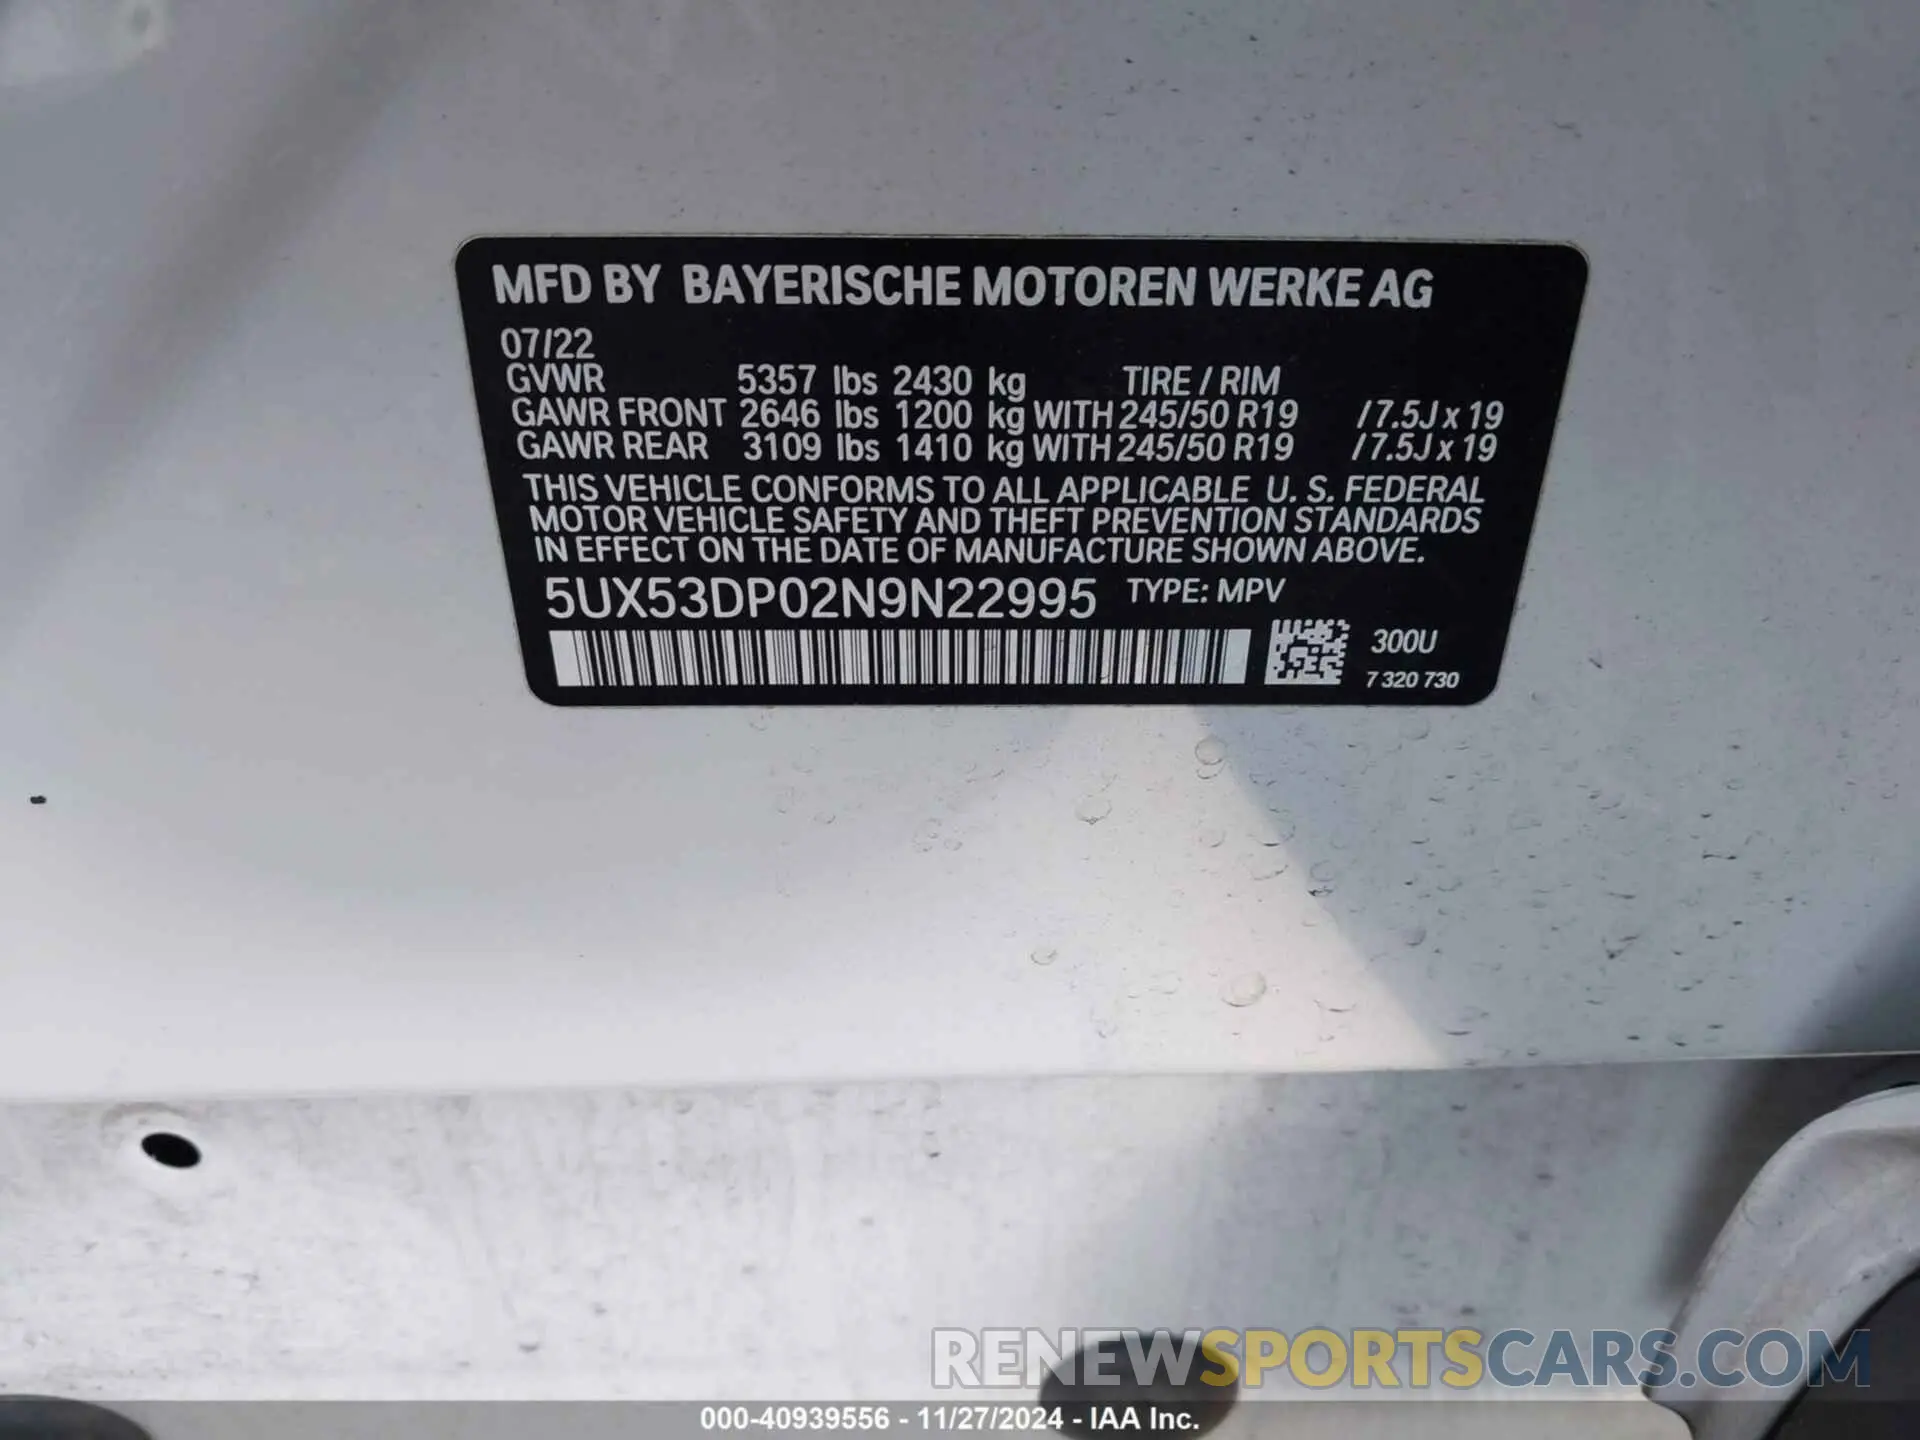 MFD BY BAYERISCHE MOTOREN WERKE AG
07/22
GVWR 5357 lbs 2430 kg TIRE / RIM
GAWR FRONT 2646 lbs 1200 kg WITH 245/50 R19 / 7.5J x 19
GAWR REAR 3109 lbs 1410 kg WITH 245/50 R19 / 7.5J x 19
THIS VEHICLE CONFORMS TO ALL APPLICABLE U. S. FEDERAL
MOTOR VEHICLE SAFETY AND THEFT PREVENTION STANDARDS
IN EFFECT ON THE DATE OF MANUFACTURE SHOWN ABOVE.
5UX53DP02N9N22995 TYPE: MPV
300U
7 320 730
RENEWSPORTSCARS.COM
000-40939556 - 11/27/2024 - IAA Inc.